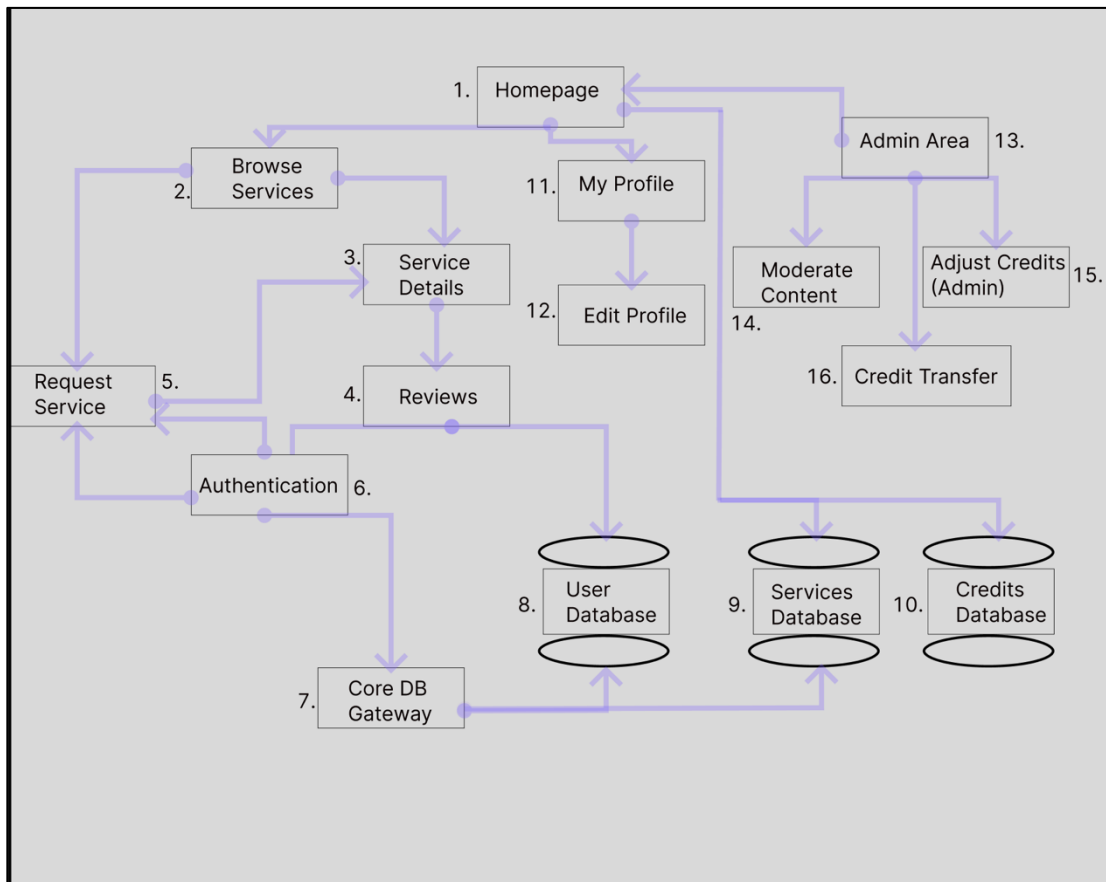 1. Homepage
Admin Area 13.
2. Browse
Services
11. My Profile
3. Service
Details
Moderate
Content
14.
Adjust Credits
(Admin)
15.
12. Edit Profile
Request
Service
5.
4. Reviews
16. Credit Transfer
Authentication 6.
8. User
Database
9. Services
Database
10. Credits
Database
7. Core DB
Gateway